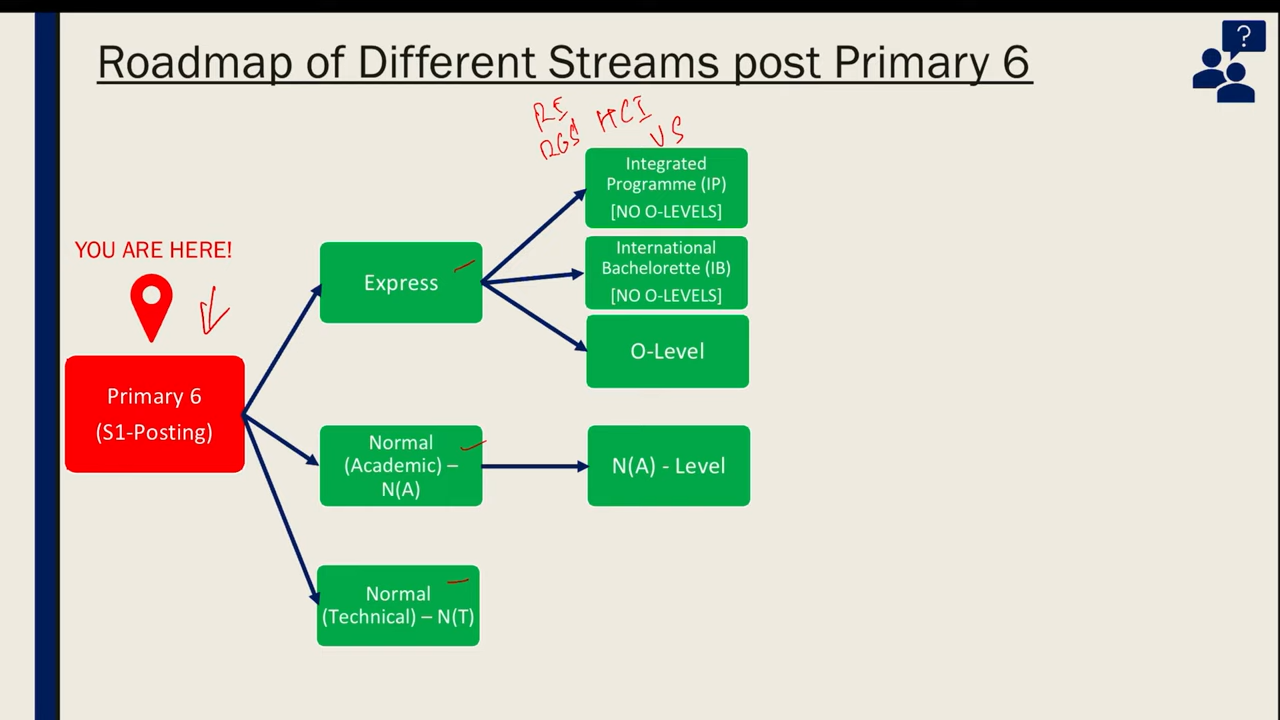 Roadmap of Different Streams post Primary 6
?
RI
HCI
RGS
VS
Integrated
Programme (IP)
[NO O-LEVELS]
International
Bachelorette (IB)
[NO O-LEVELS]
O-Level
YOU ARE HERE!
Express
Primary 6
(S1-Posting)
Normal
(Academic) –
N(A)
N(A) - Level
Normal
(Technical) – N(T)